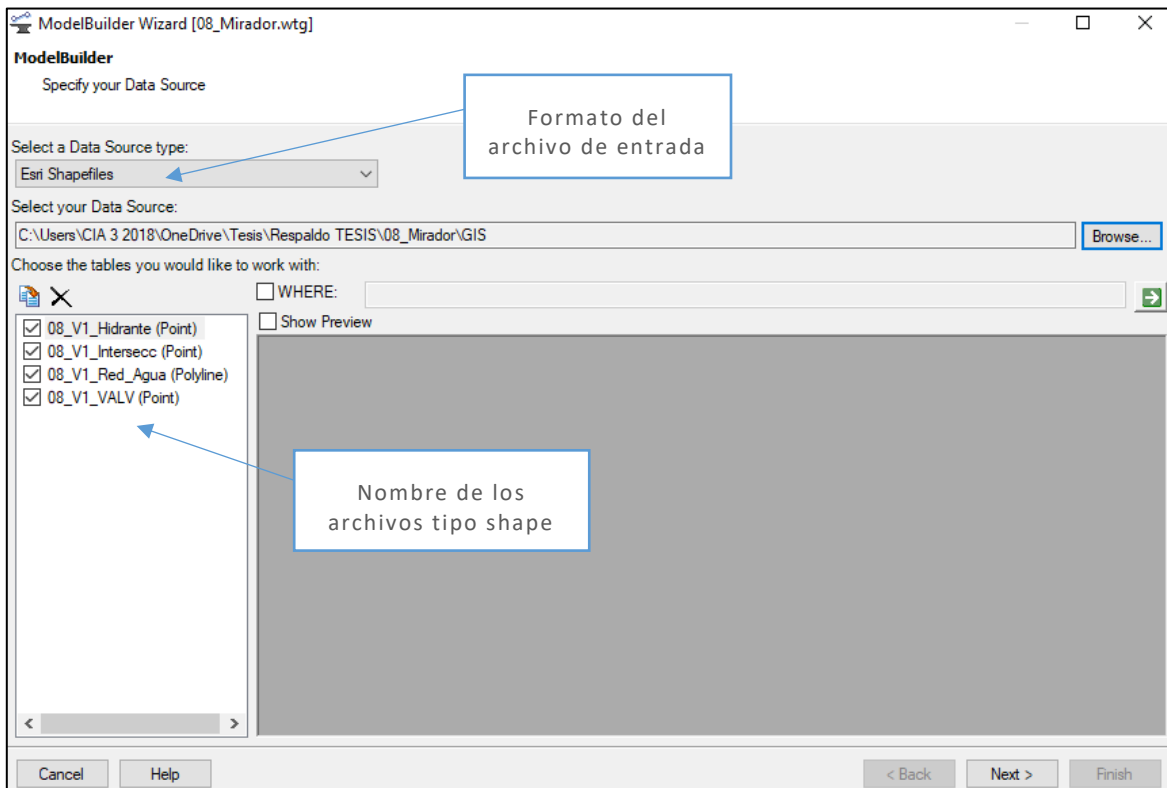 ModelBuilder Wizard [08_Mirador.wtg]
ModelBuilder
Specify your Data Source
Formato del
archivo de entrada
Select a Data Source type:
Esri Shapefiles
Select your Data Source:
C:\Users\CIA 3 2018\OneDrive\Tesis\Respaldo TESIS\08_Mirador\GIS
Browse...
Choose the tables you would like to work with:
WHERE:
Show Preview
08_V1_Hidrante (Point)
08_V1_Intersecc (Point)
08_V1_Red_Agua (Polyline)
08_V1_VALV (Point)
Nombre de los
archivos tipo shape
Cancel
Help
< Back
Next >
Finish